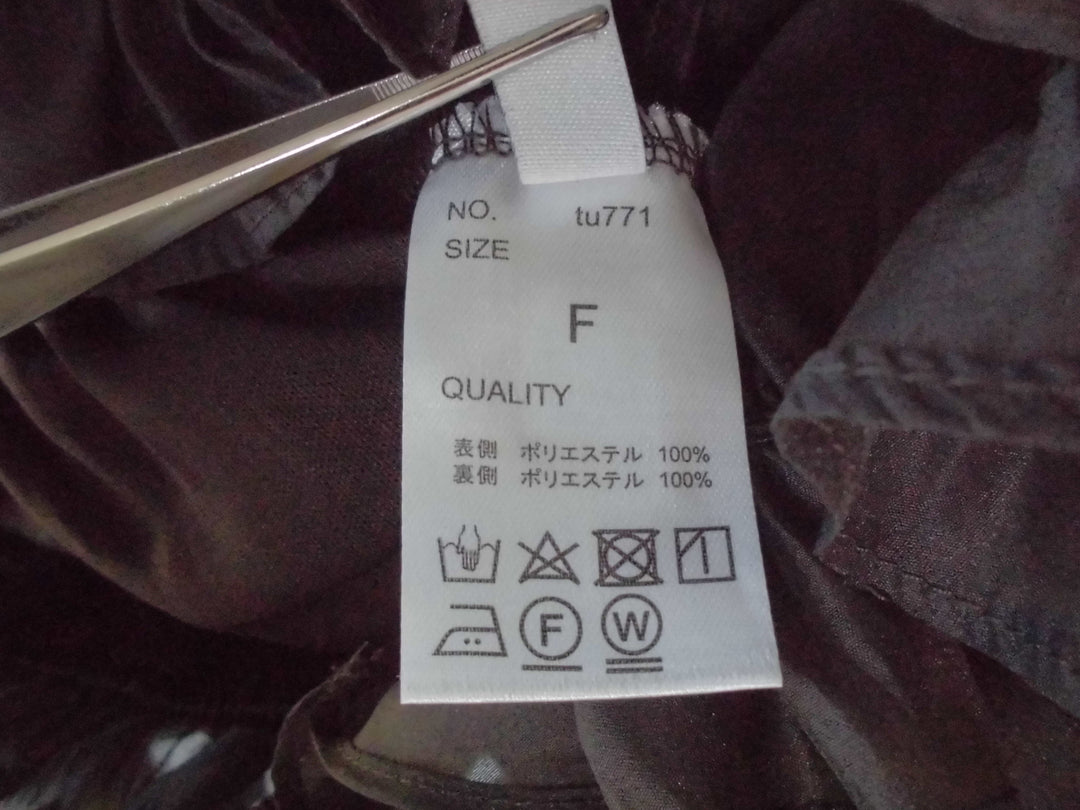 NO. tu771
SIZE
F
QUALITY
表側 ポリエステル 100%
裏側 ポリエステル 100%
F W